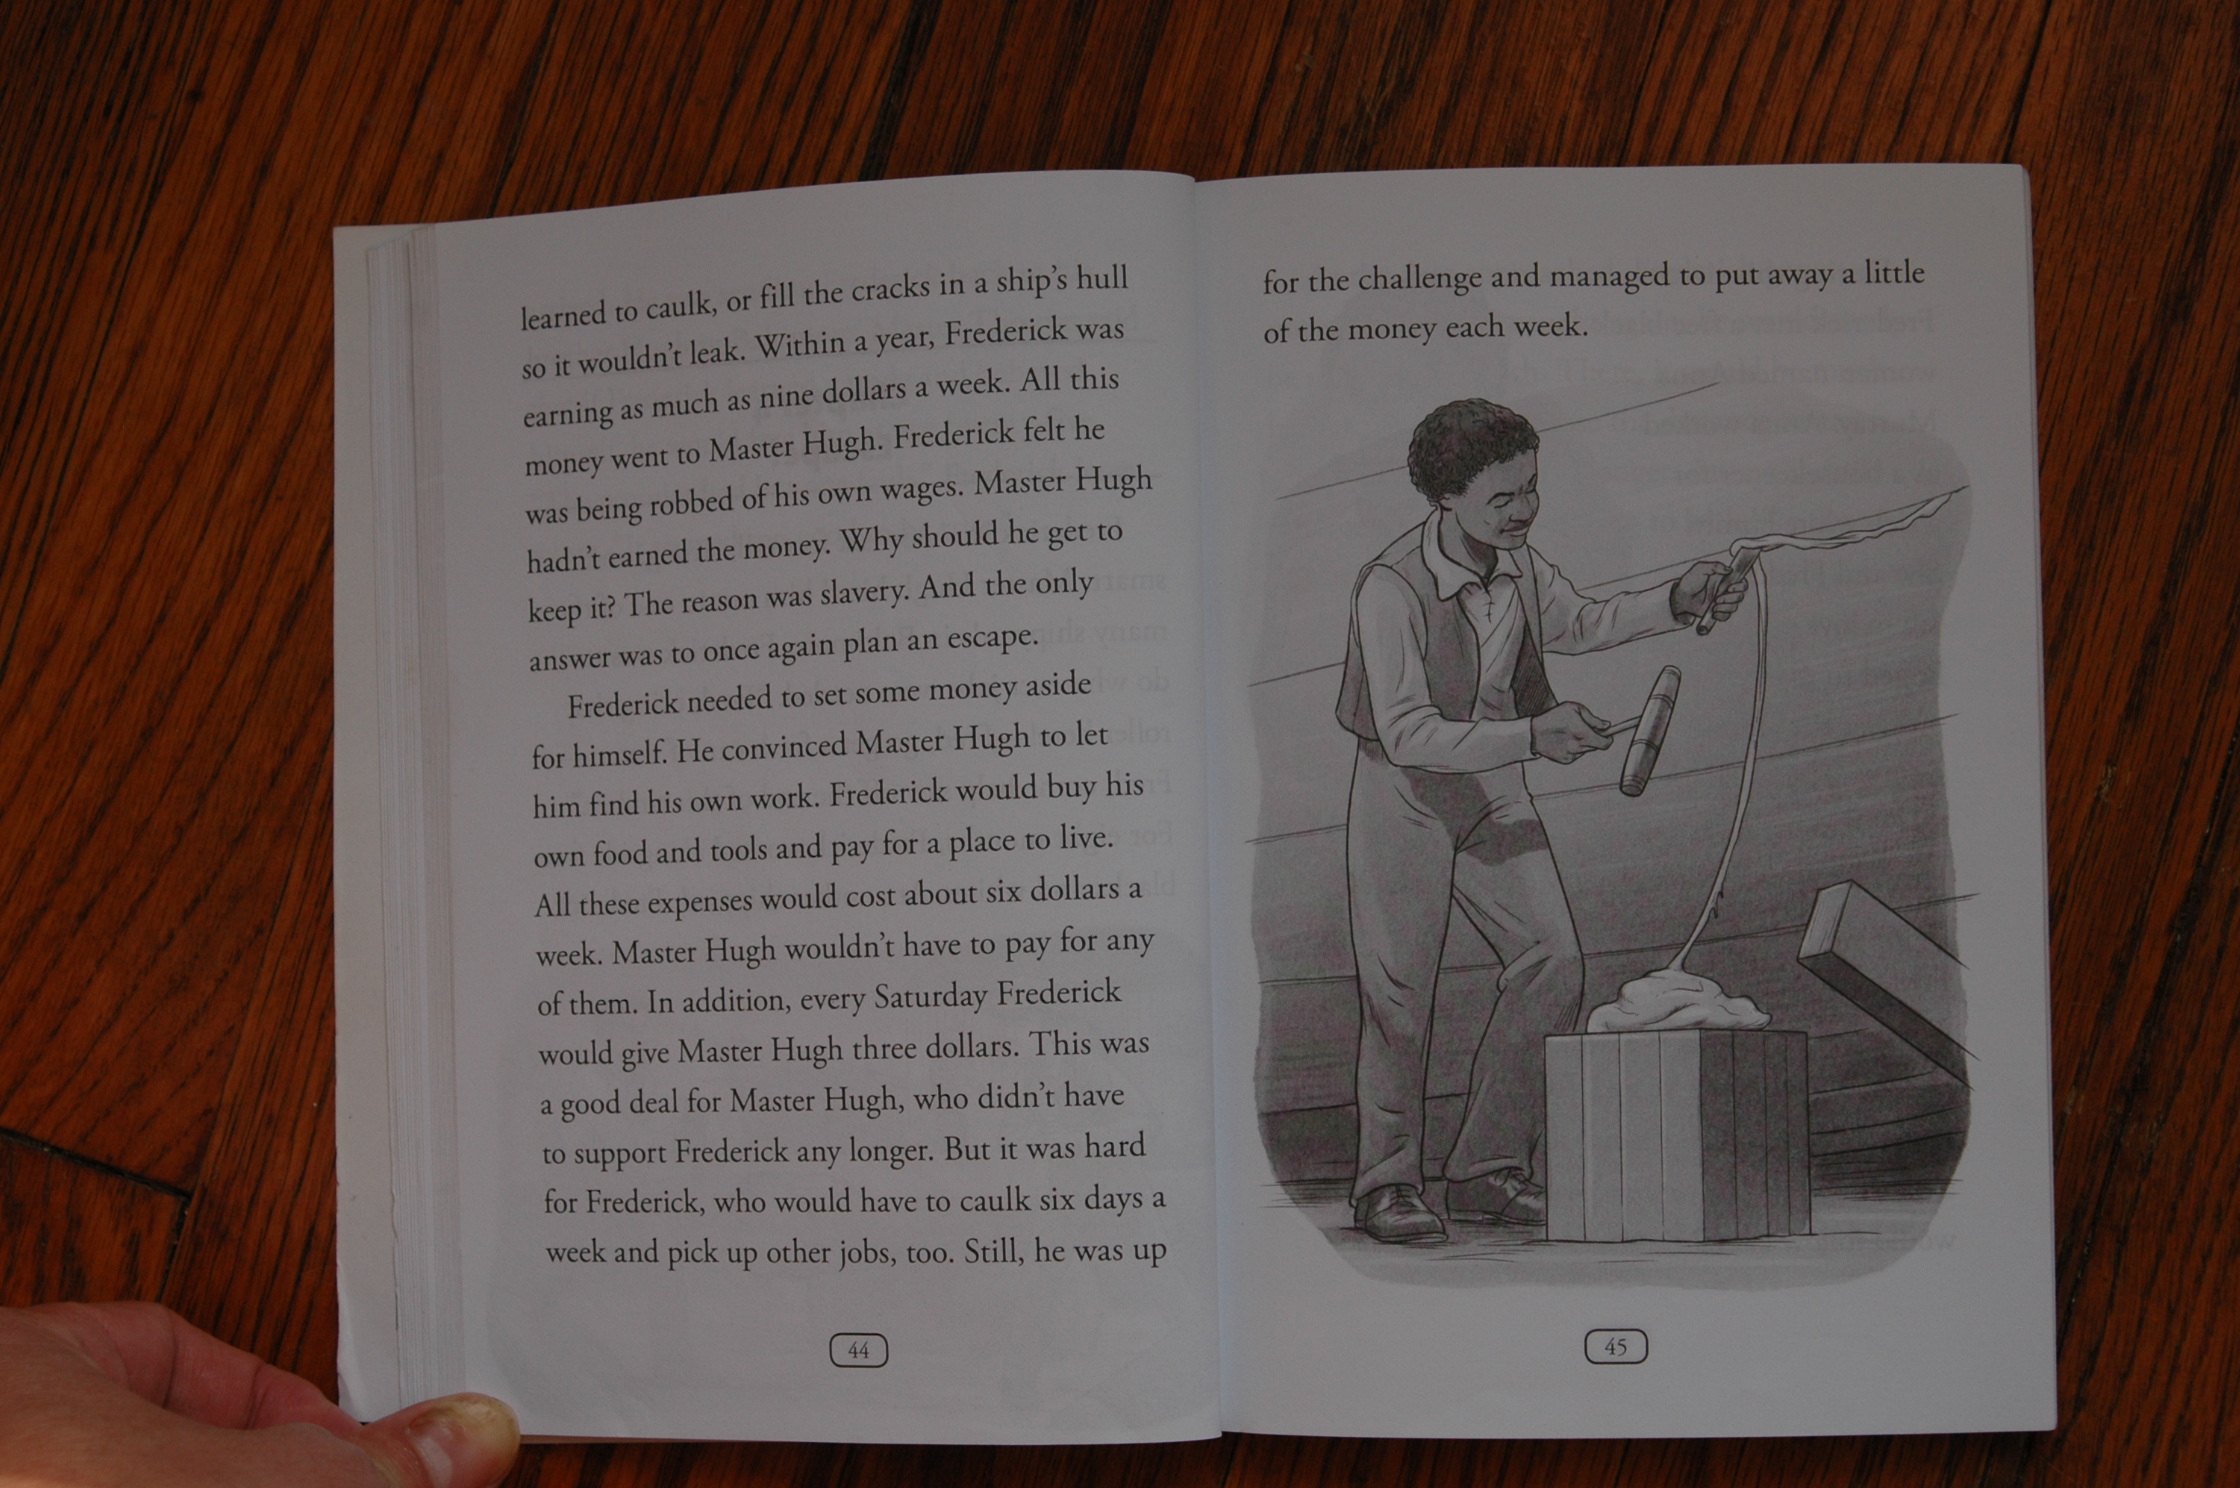 learned to caulk, or fill the cracks in a ship's hull
so it wouldn't leak. Within a year, Frederick was
earning as much as nine dollars a week. All this
money went to Master Hugh. Frederick felt he
was being robbed of his own wages. Master Hugh
hadn't earned the money. Why should he get to
keep it? The reason was slavery. And the only
answer was to once again plan an escape.
Frederick needed to set some money aside
for himself. He convinced Master Hugh to let
him find his own work. Frederick would buy his
own food and tools and pay for a place to live.
All these expenses would cost about six dollars a
week. Master Hugh wouldn't have to pay for any
of them. In addition, every Saturday Frederick
would give Master Hugh three dollars. This was
a good deal for Master Hugh, who didn't have
to support Frederick any longer. But it was hard
for Frederick, who would have to caulk six days a
week and pick up other jobs, too. Still, he was up
44
for the challenge and managed to put away a little
of the money each week.
45